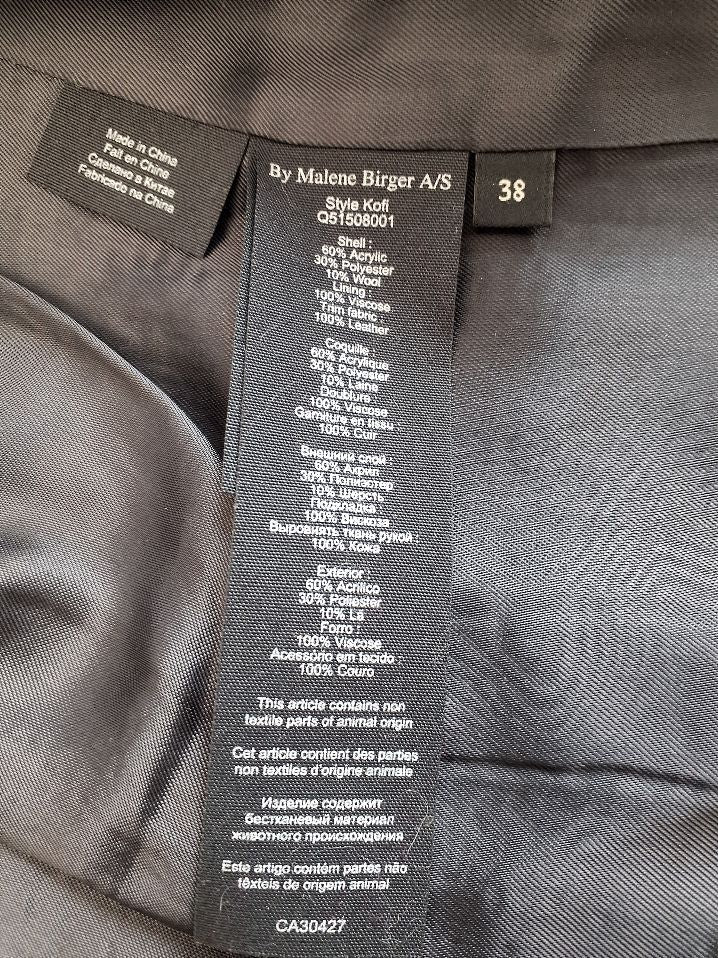 Made in China
Fait en Chine
Сделано в Китае
Fabricado na China
By Malene Birger A/S
Style Kofi
Q51508001
Shell :
60% Acrylic
30% Polyester
10% Wool
Lining :
100% Viscose
Trim fabric :
100% Leather
Coquille :
60% Acrylique
30% Polyester
10% Laine
Doublure :
100% Viscose
Garniture en tissu
100% Cuir
Внешний слой :
60% Акрил
30% Полиэстер
10% Шерсть
Подкладка :
100% Вискоза
Выровнять ткань рукой
100% Кожа
Exterior :
60% Acrílico
30% Poliester
10% Lã
Forro :
100% Viscose
Acessório em tecido :
100% Couro
This article contains non
textile parts of animal origin
Cet article contient des parties
non textiles d'origine animale
Изделие содержит
бестканевый материал
животного происхождения
Este artigo contém partes não
têxteis de origem animal
CA30427
38